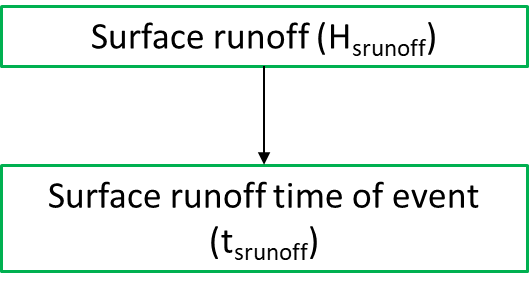 Surface runoff (Hsrunoff)
Surface runoff time of event
(tsrunoff)